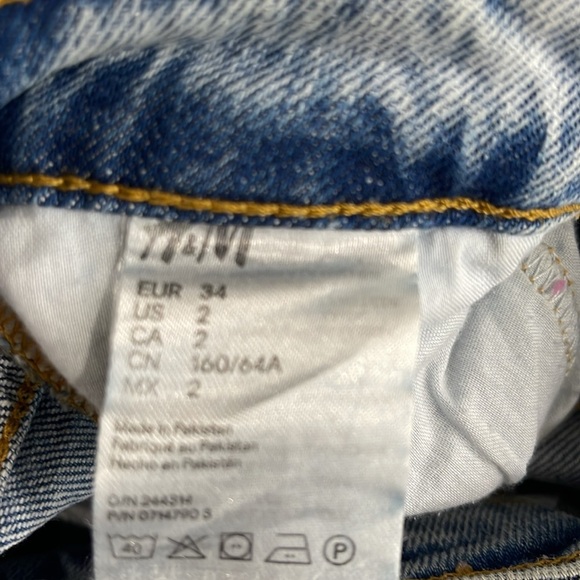 H&M
EUR 34
US 2
CA 2
CN 160/64A
MX 2
Made in Pakistan
Fabriqué au Pakistan
Hecho en Pakistán
O/N 244514
P/N 0714790 5
40
P